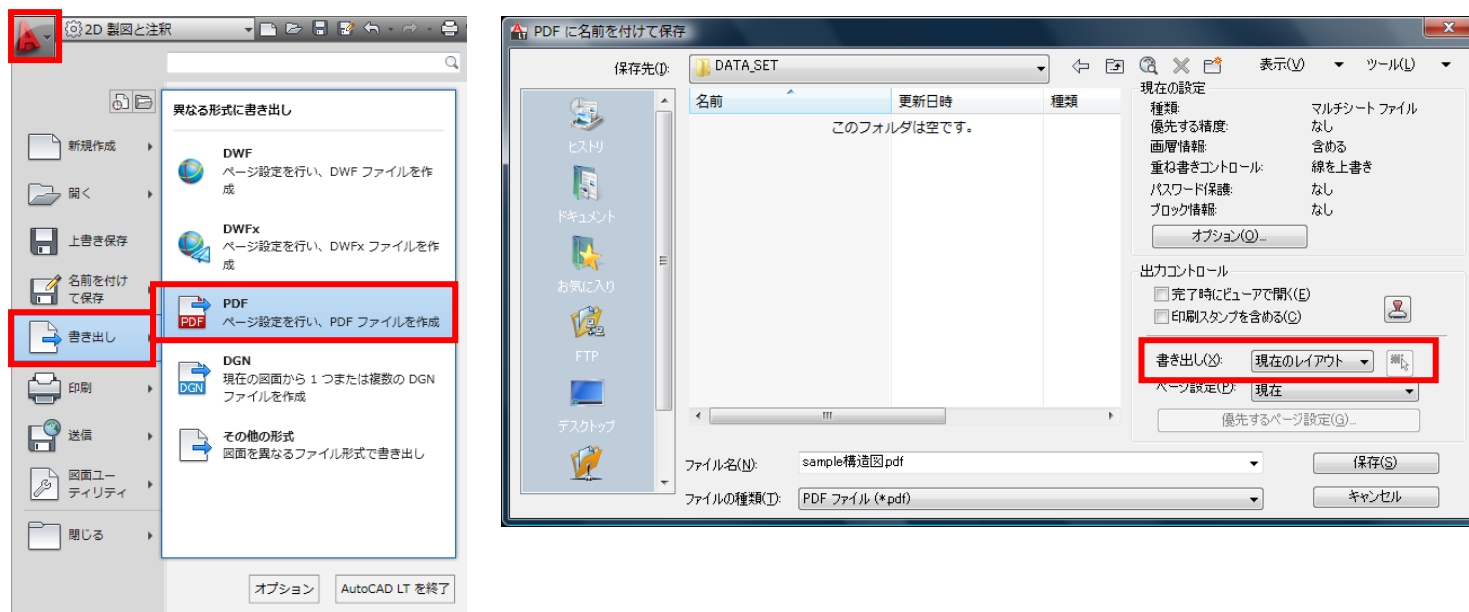 2D 製図と注釈
異なる形式に書き出し
新規作成
開く
上書き保存
名前を付け
て保存
書き出し
印刷
送信
図面ユー
ティリティ
閉じる
DWF
ページ設定を行い、DWF ファイルを作
成
DWFx
ページ設定を行い、DWFx ファイルを作
成
PDF
PDF
ページ設定を行い、PDF ファイルを作成
DGN
DGN
現在の図面から 1 つまたは複数の DGN
ファイルを作成
その他の形式
図面を異なるファイル形式で書き出し
オプション
AutoCAD LT を終了
PDF に名前を付けて保存
保存先(I):
DATA_SET
表示(V)
ツール(L)
ヒストリ
ドキュメント
お気に入り
FTP
デスクトップ
名前
更新日時
種類
このフォルダは空です。
現在の設定
種類:
マルチシート ファイル
優先する精度:
なし
画層情報:
含める
重ね書きコントロール:
線を上書き
パスワード保護:
なし
ブロック情報:
なし
オプション(O)...
出力コントロール
完了時にビューアで開く(E)
印刷スタンプを含める(C)
書き出し(X):
現在のレイアウト
ページ設定(P):
現在
優先するページ設定(G)...
ファイル名(N):
sample構造図.pdf
保存(S)
ファイルの種類(T):
PDF ファイル (*.pdf)
キャンセル